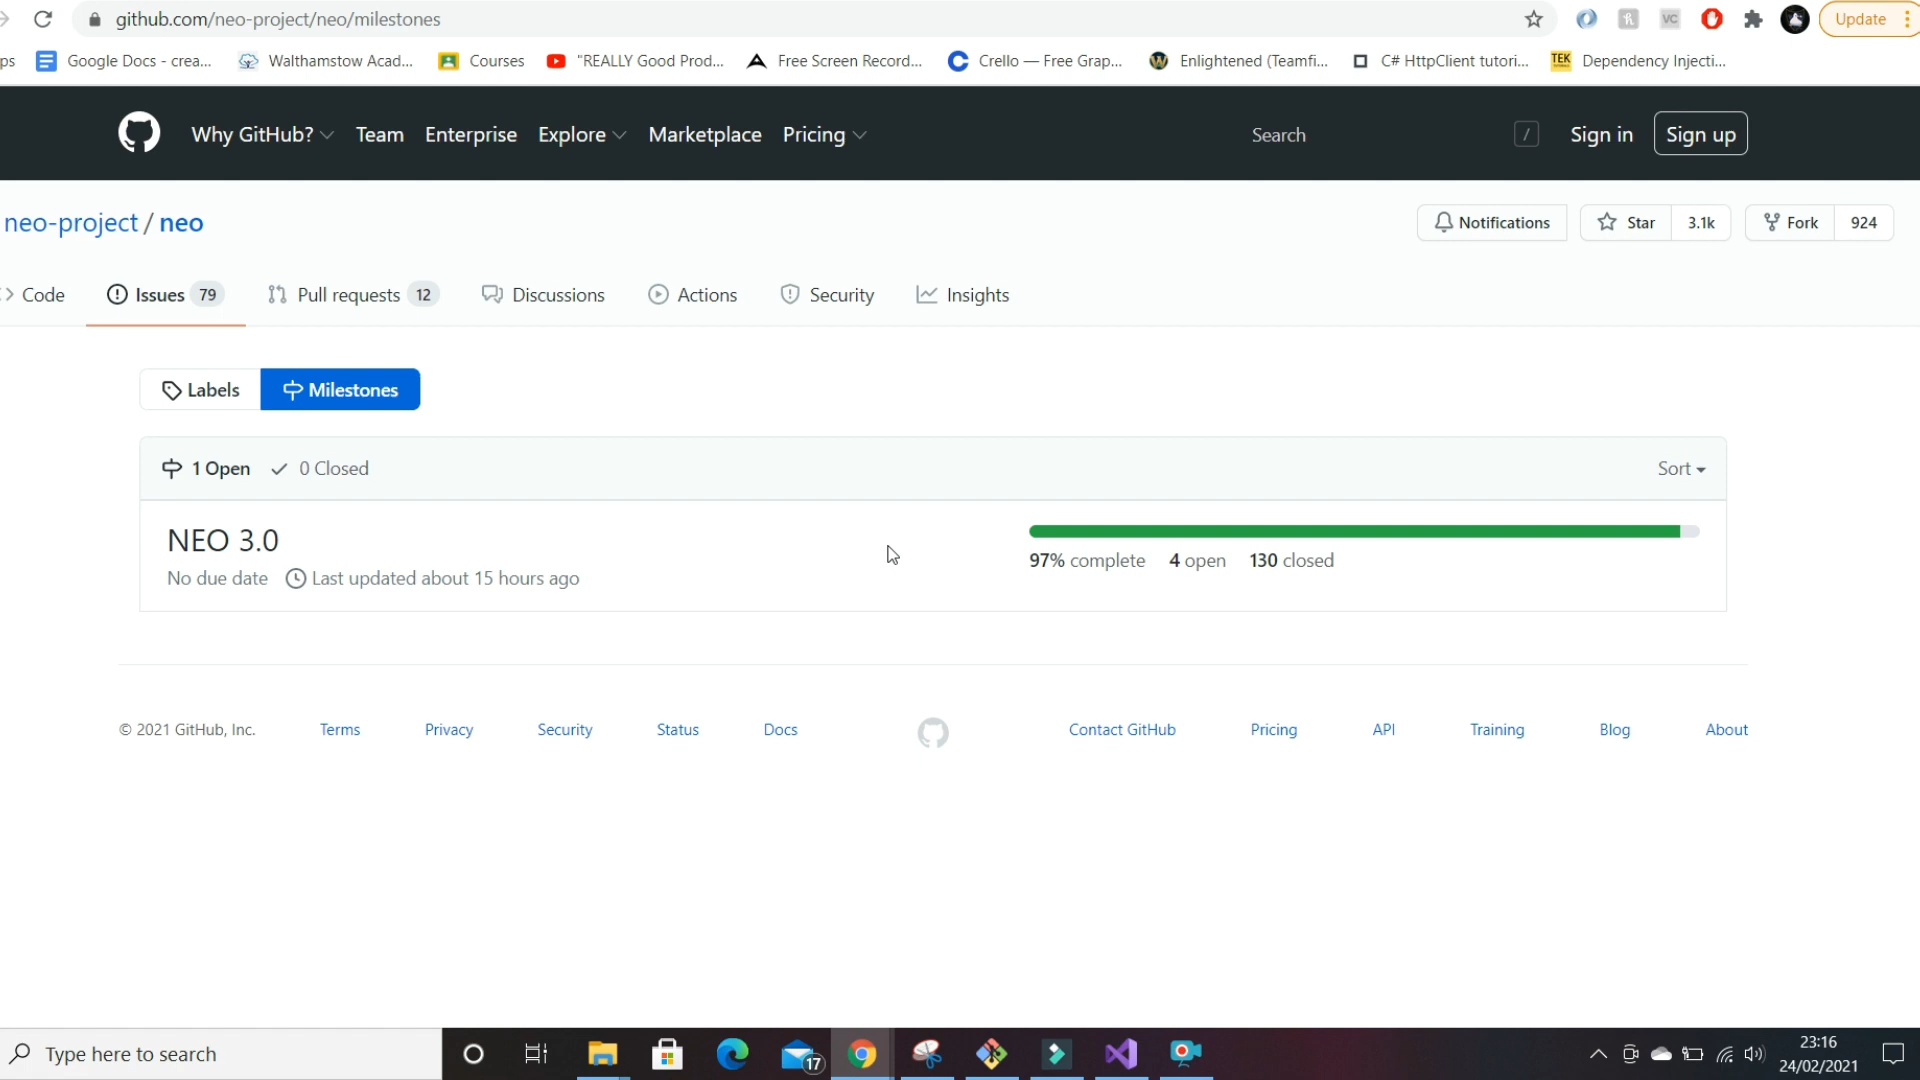 github.com/neo-project/neo/milestones
Update
ps Google Docs - crea... Walthamstow Acad... Courses "REALLY Good Prod... Free Screen Record... Crello — Free Grap... Enlightened (Teamfi... C# HttpClient tutori... TEK Dependency Injecti...
Why GitHub? Team Enterprise Explore Marketplace Pricing Search / Sign in Sign up
neo-project / neo Notifications Star 3.1k Fork 924
Code Issues 79 Pull requests 12 Discussions Actions Security Insights
Labels Milestones
1 Open 0 Closed Sort
NEO 3.0
97% complete 4 open 130 closed
No due date Last updated about 15 hours ago
© 2021 GitHub, Inc. Terms Privacy Security Status Docs Contact GitHub Pricing API Training Blog About
Type here to search 17 23:16
24/02/2021